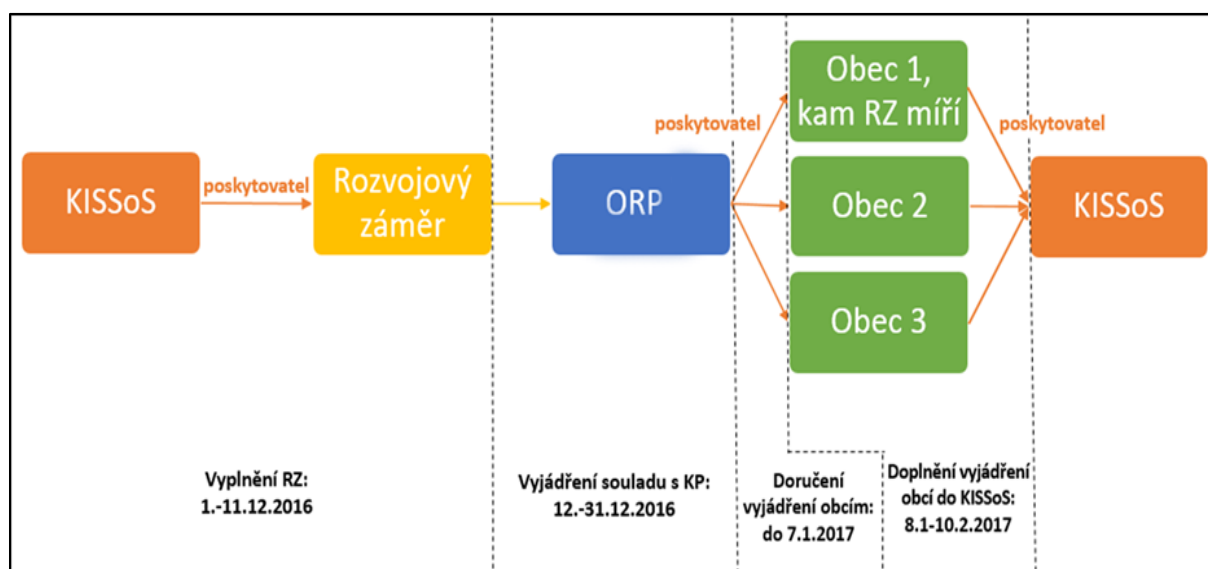 KISSoS
poskytovatel
Rozvojový
záměr
ORP
poskytovatel
Obec 1,
kam RZ míří
Obec 2
Obec 3
poskytovatel
KISSoS
Vyplnění RZ:
1.-11.12.2016
Vyjádření souladu s KP:
12.-31.12.2016
Doručení
vyjádření obcím:
do 7.1.2017
Doplnění vyjádření
obcí do KISSoS:
8.1-10.2.2017